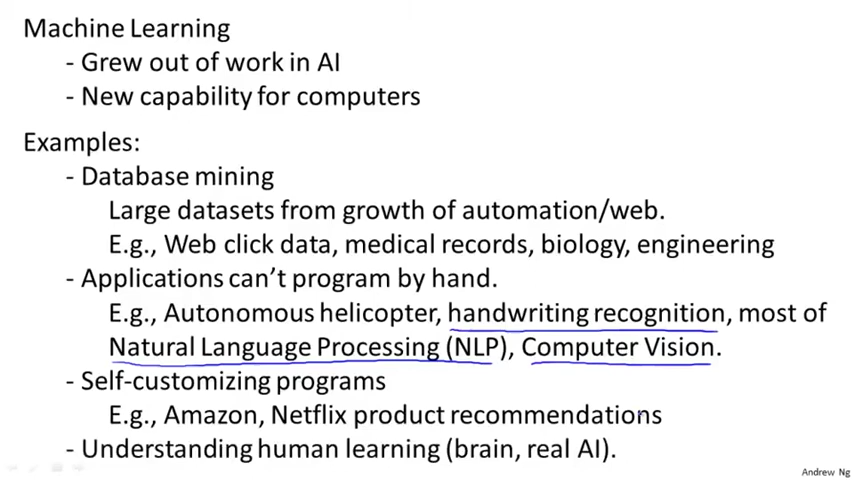 Machine Learning
- Grew out of work in AI
- New capability for computers
Examples:
- Database mining
Large datasets from growth of automation/web.
E.g., Web click data, medical records, biology, engineering
- Applications can’t program by hand.
E.g., Autonomous helicopter, handwriting recognition, most of
Natural Language Processing (NLP), Computer Vision.
- Self-customizing programs
E.g., Amazon, Netflix product recommendations
- Understanding human learning (brain, real AI).
Andrew Ng